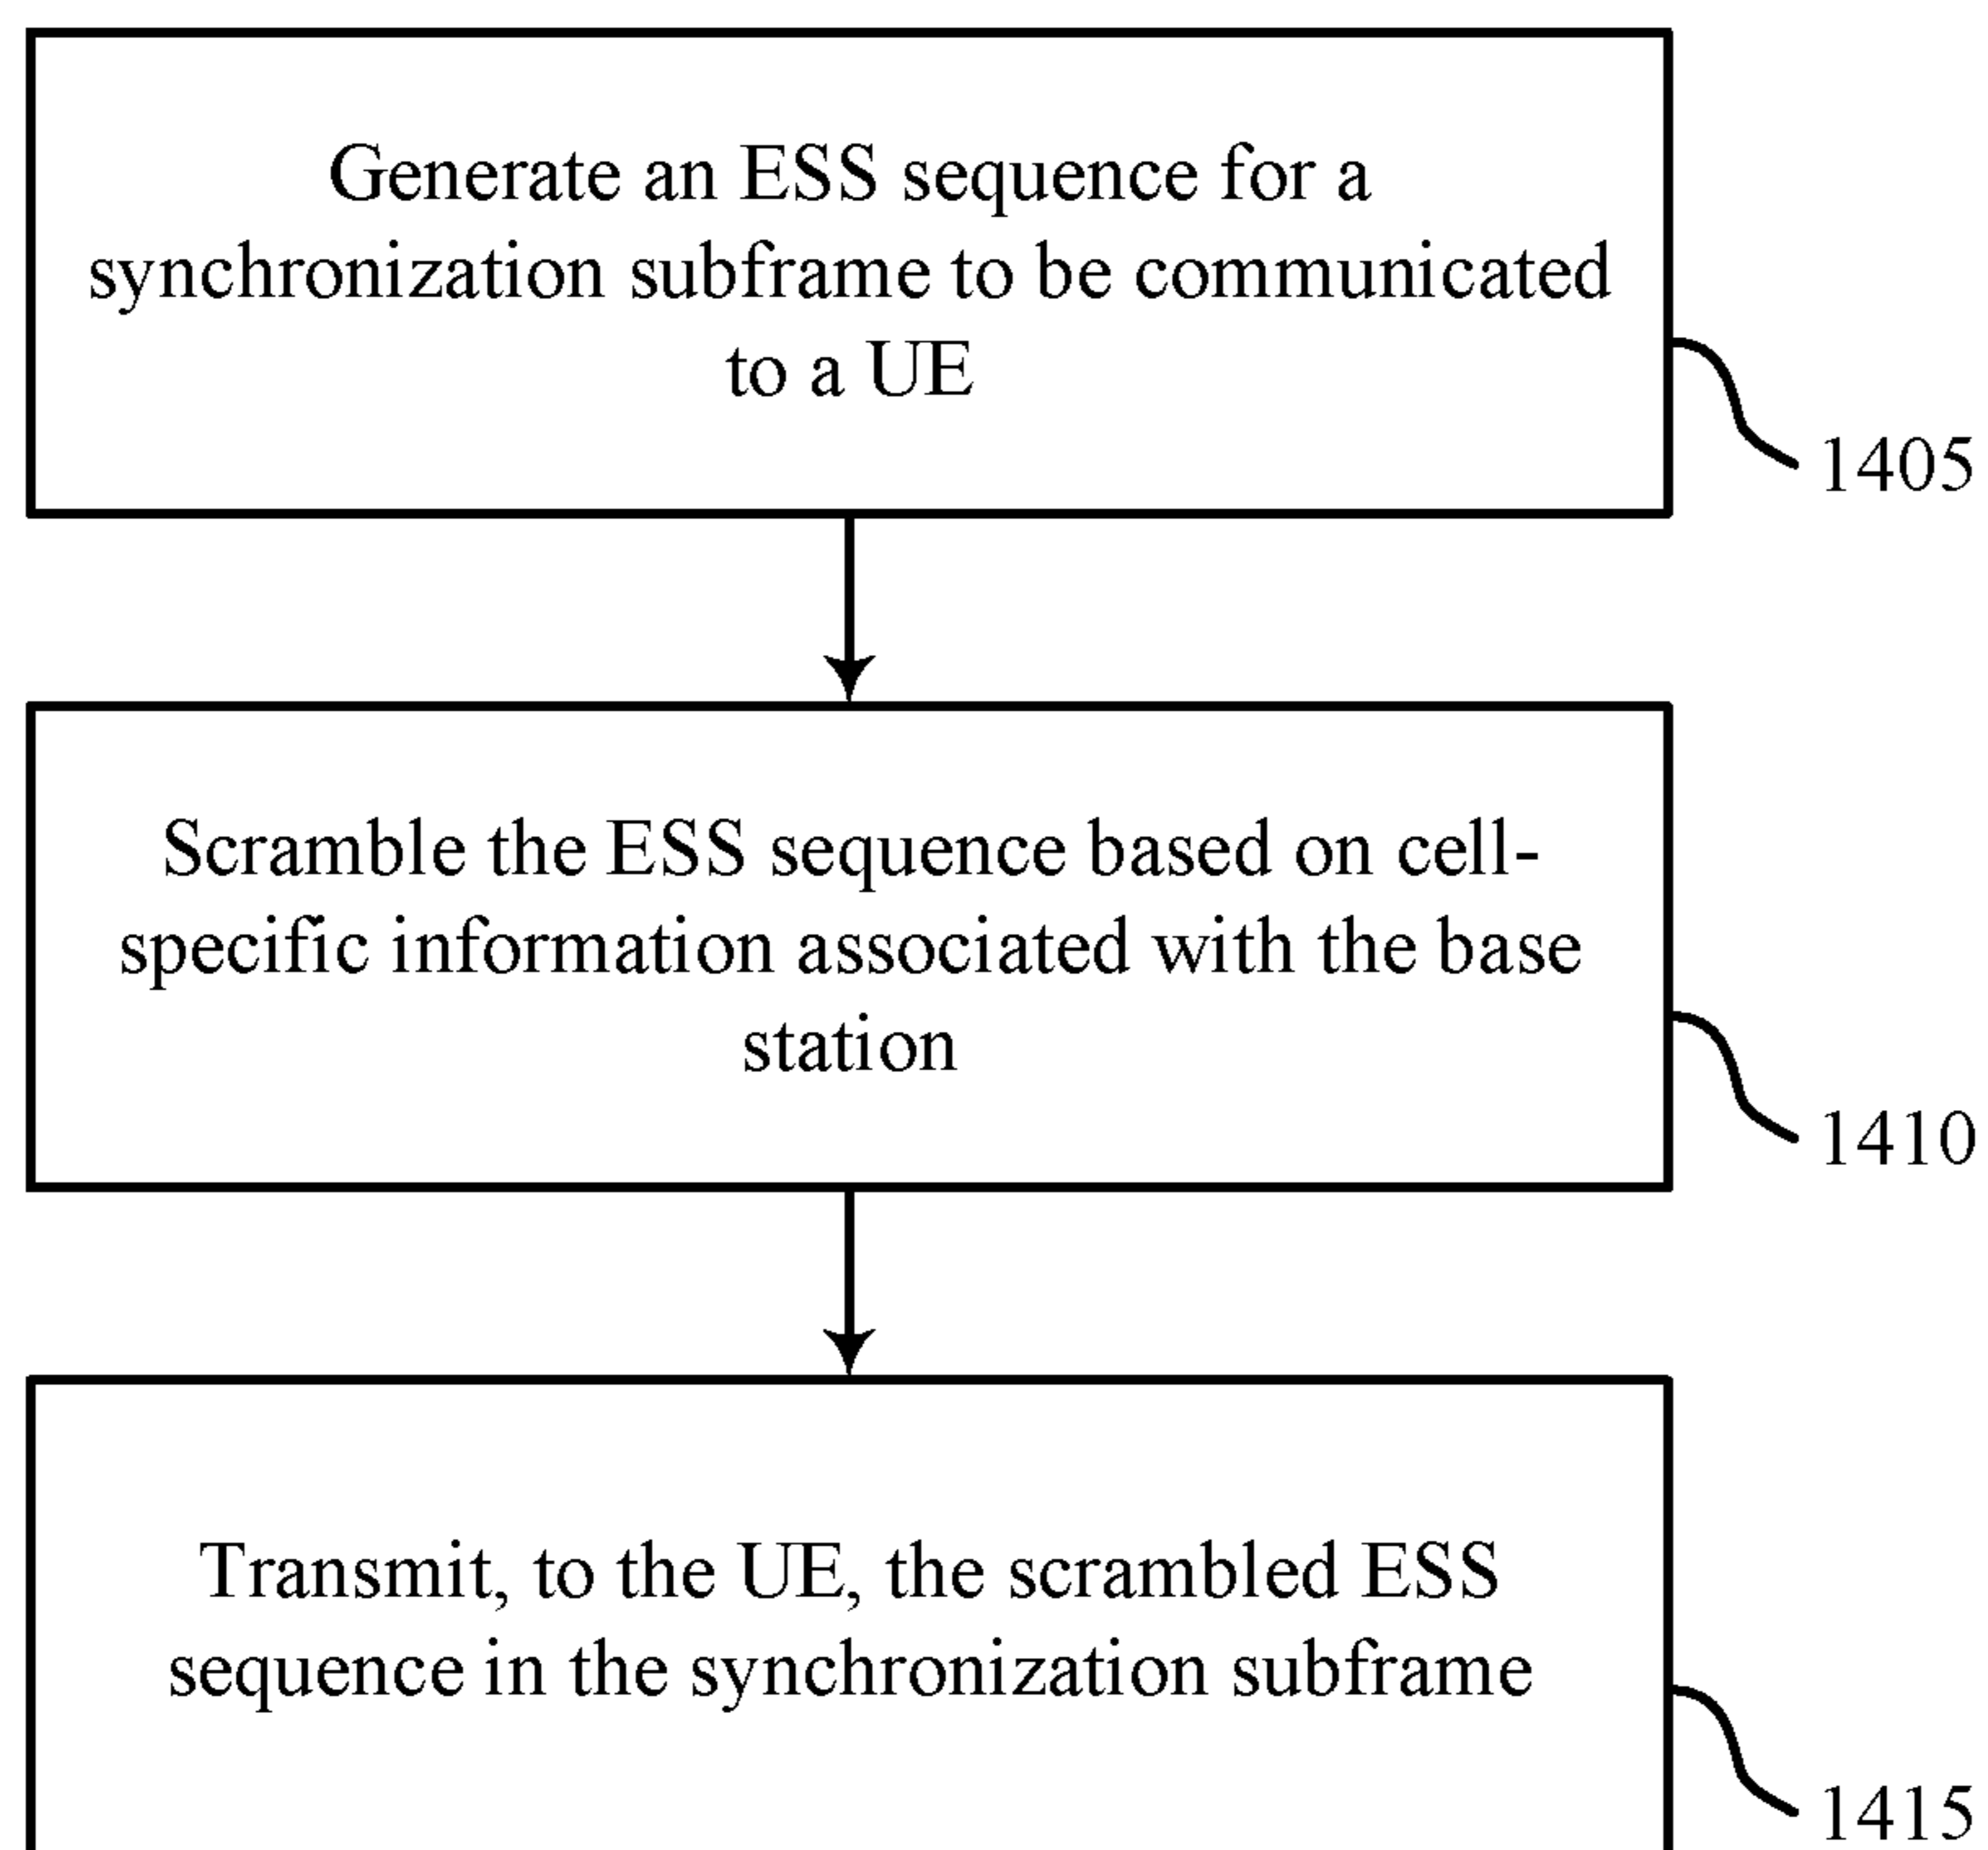 Generate an ESS sequence for a
synchronization subframe to be communicated
to a UE
1405
Scramble the ESS sequence based on cell-
specific information associated with the base
station
1410
Transmit, to the UE, the scrambled ESS
sequence in the synchronization subframe
1415